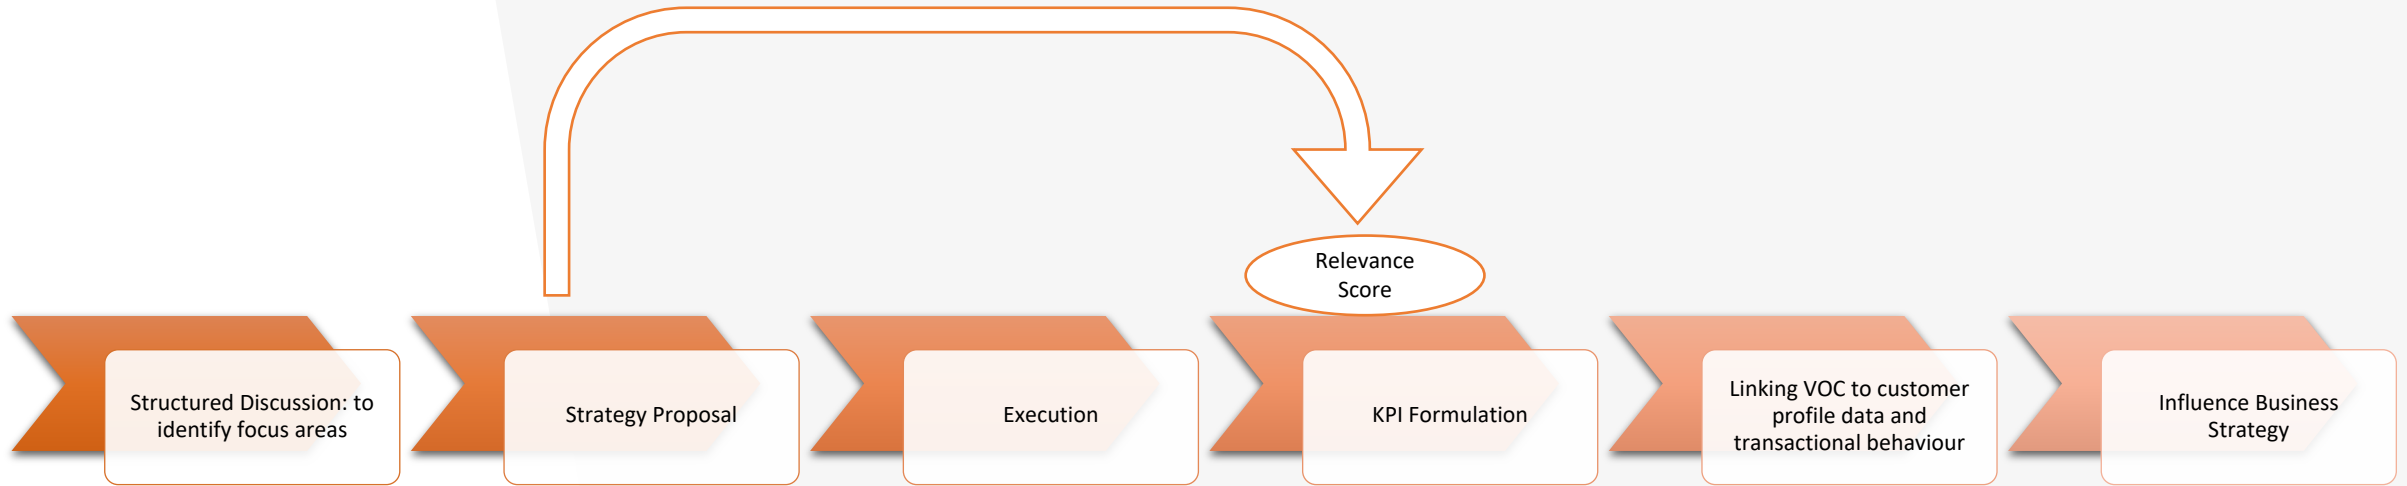 Relevance
Score
Structured Discussion: to
identify focus areas
Strategy Proposal
Execution
KPI Formulation
Linking VOC to customer
profile data and
transactional behaviour
Influence Business
Strategy